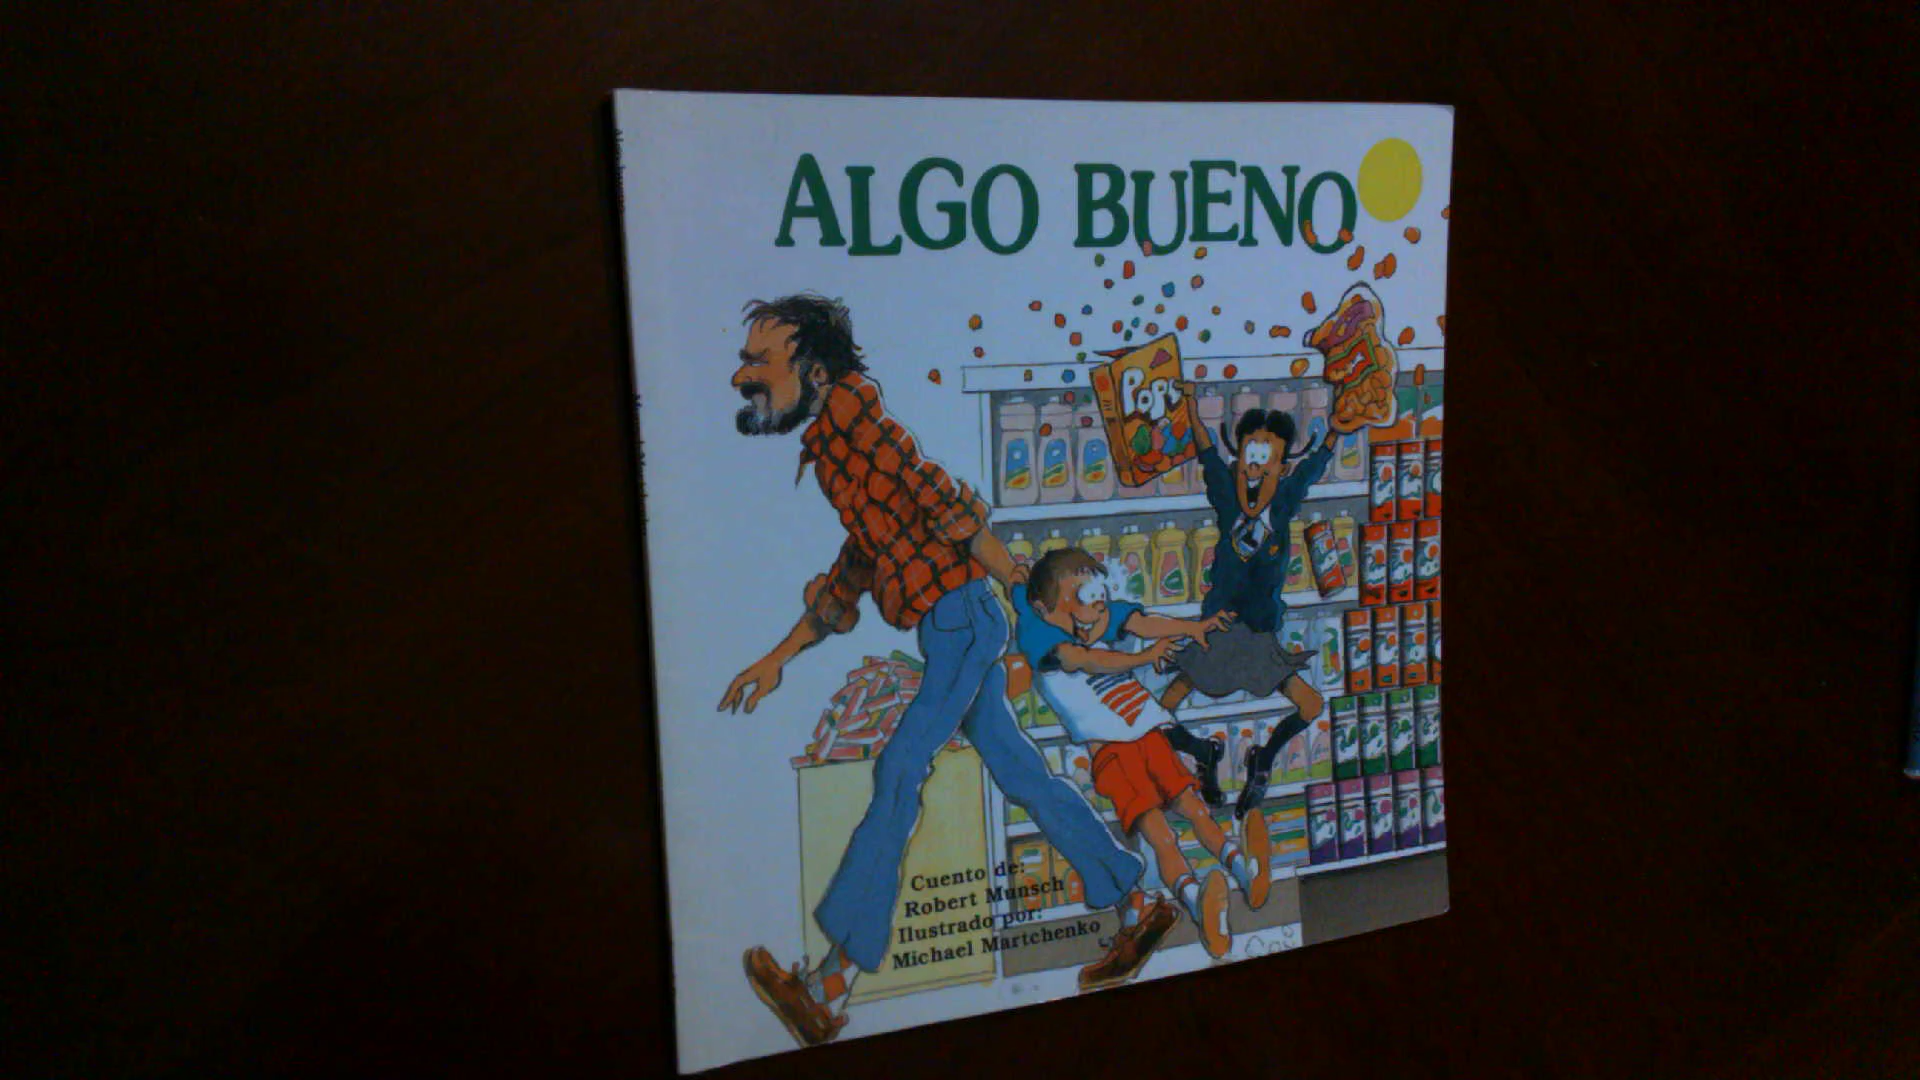 ALGO BUENO
POPS
Cuento de:
Robert Munsch
Ilustrado por:
Michael Martchenko